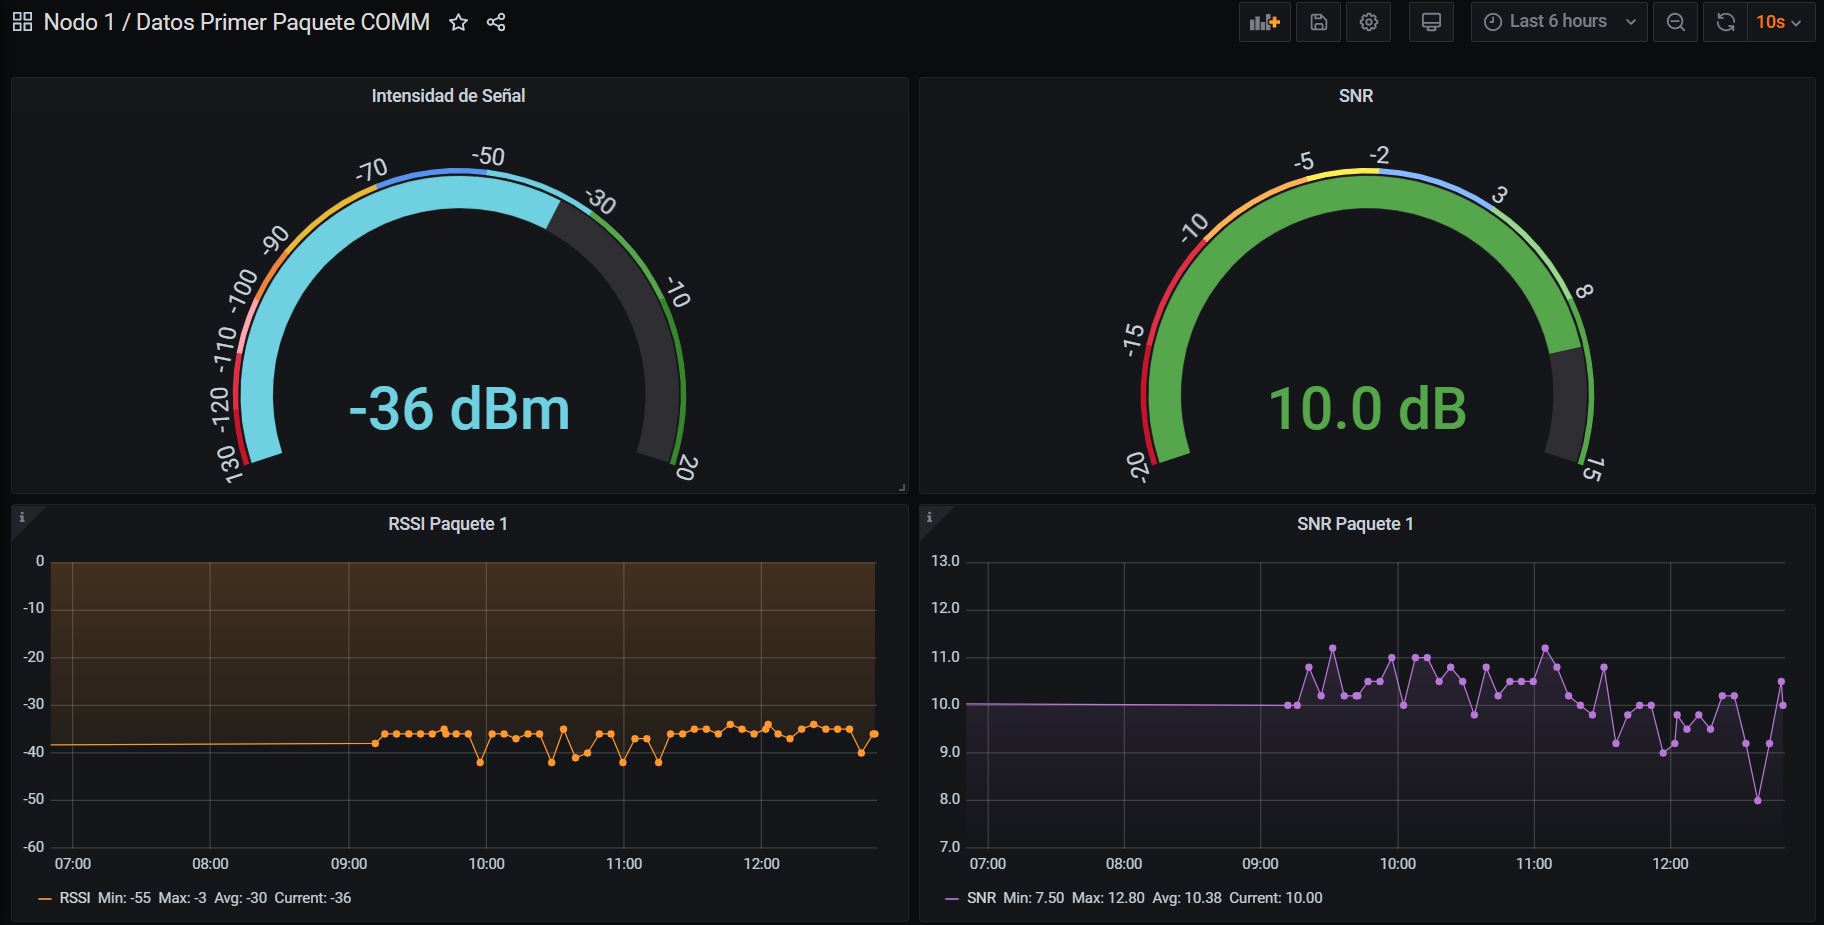 Nodo 1 / Datos Primer Paquete COMM
Last 6 hours
10s
Intensidad de Señal
-130
-120
-110
-100
-90
-70
-50
-30
-10
20
-36 dBm
SNR
-20
-15
-10
-5
-2
3
8
15
10.0 dB
RSSI Paquete 1
0
-10
-20
-30
-40
-50
-60
07:00 08:00 09:00 10:00 11:00 12:00
RSSI Min: -55 Max: -3 Avg: -30 Current: -36
SNR Paquete 1
13.0
12.0
11.0
10.0
9.0
8.0
7.0
07:00 08:00 09:00 10:00 11:00 12:00
SNR Min: 7.50 Max: 12.80 Avg: 10.38 Current: 10.00